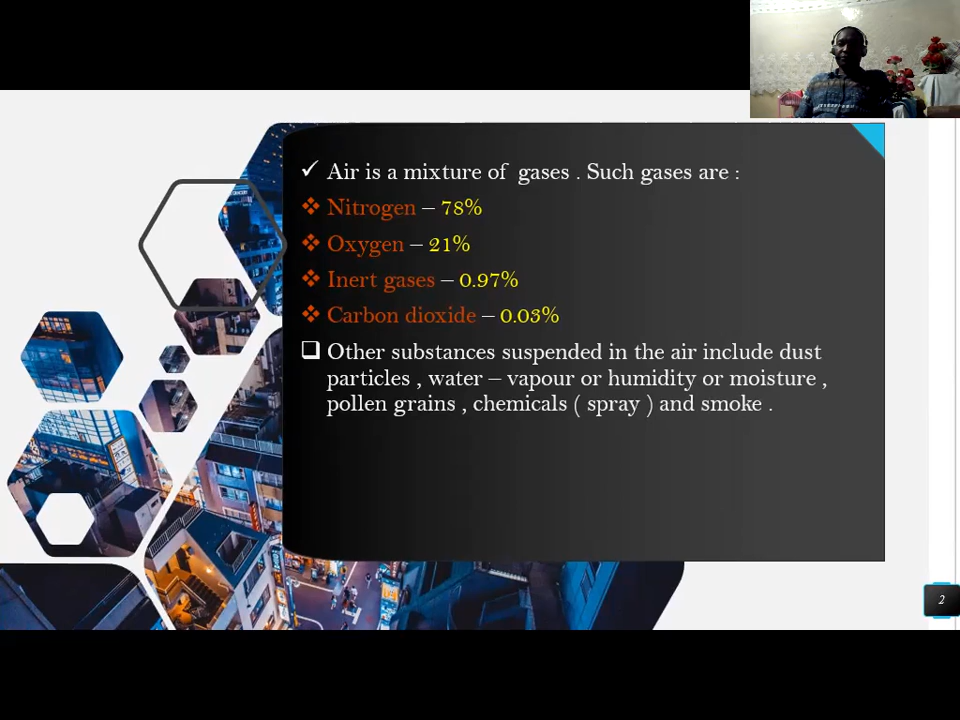 Air is a mixture of gases . Such gases are :
Nitrogen – 78%
Oxygen – 21%
Inert gases – 0.97%
Carbon dioxide – 0.03%
Other substances suspended in the air include dust
particles , water – vapour or humidity or moisture ,
pollen grains , chemicals ( spray ) and smoke .
2